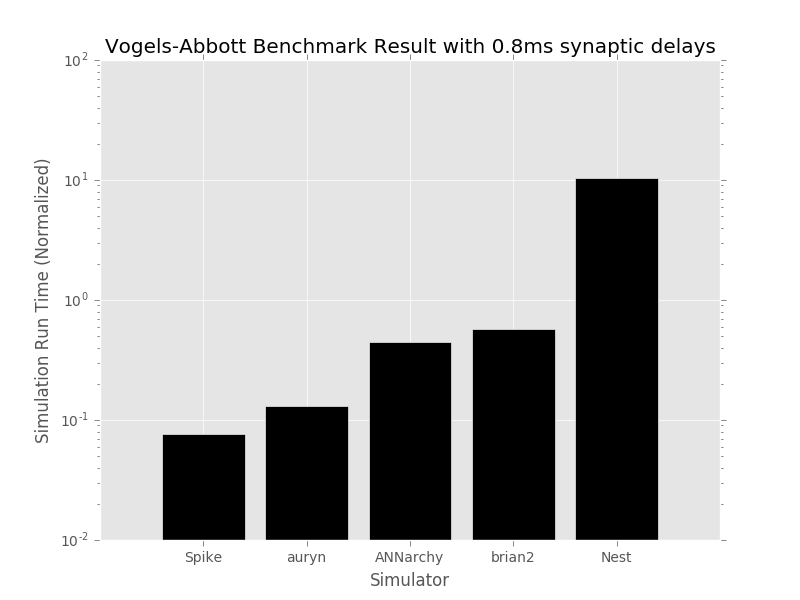 Vogels-Abbott Benchmark Result with 0.8ms synaptic delays
10^2
10^1
10^0
10^-1
10^-2
Simulation Run Time (Normalized)
Spike auryn ANNarchy brian2 Nest
Simulator